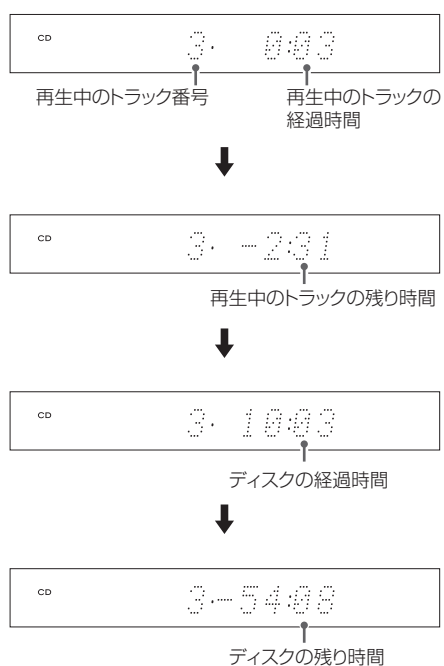 CD 3. 0:03
再生中のトラック番号 再生中のトラックの
経過時間
CD 3. -2:31
再生中のトラックの残り時間
CD 3. 10:03
ディスクの経過時間
CD 3.-54:08
ディスクの残り時間